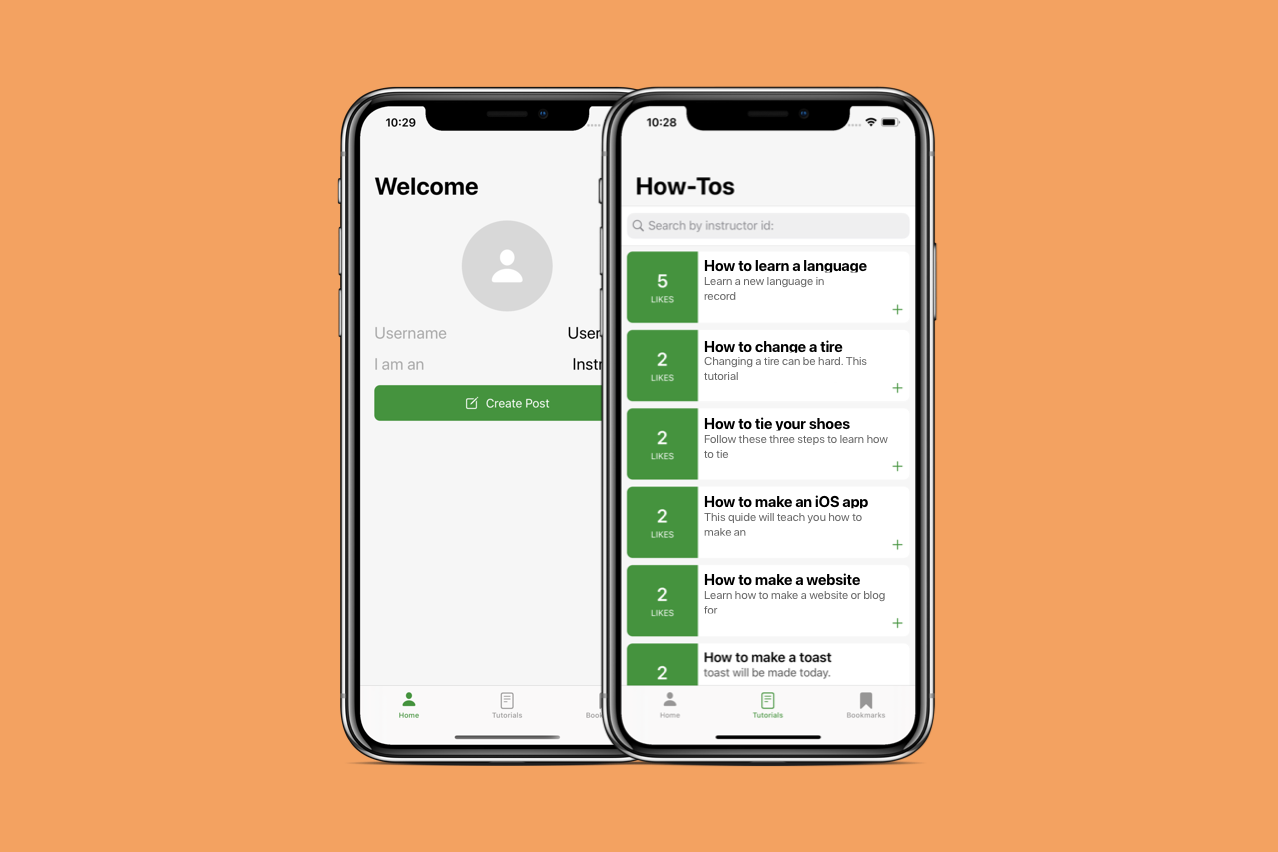 10:29
Welcome
Username
User
I am an
Instr
Create Post
Home
Tutorials
Book
10:28
How-Tos
Search by instructor id:
5
LIKES
How to learn a language
Learn a new language in
record
+
2
LIKES
How to change a tire
Changing a tire can be hard. This
tutorial
+
2
LIKES
How to tie your shoes
Follow these three steps to learn how
to tie
+
2
LIKES
How to make an iOS app
This guide will teach you how to
make an
+
2
LIKES
How to make a website
Learn how to make a website or blog
for
+
2
How to make a toast
toast will be made today.
Home
Tutorials
Bookmarks